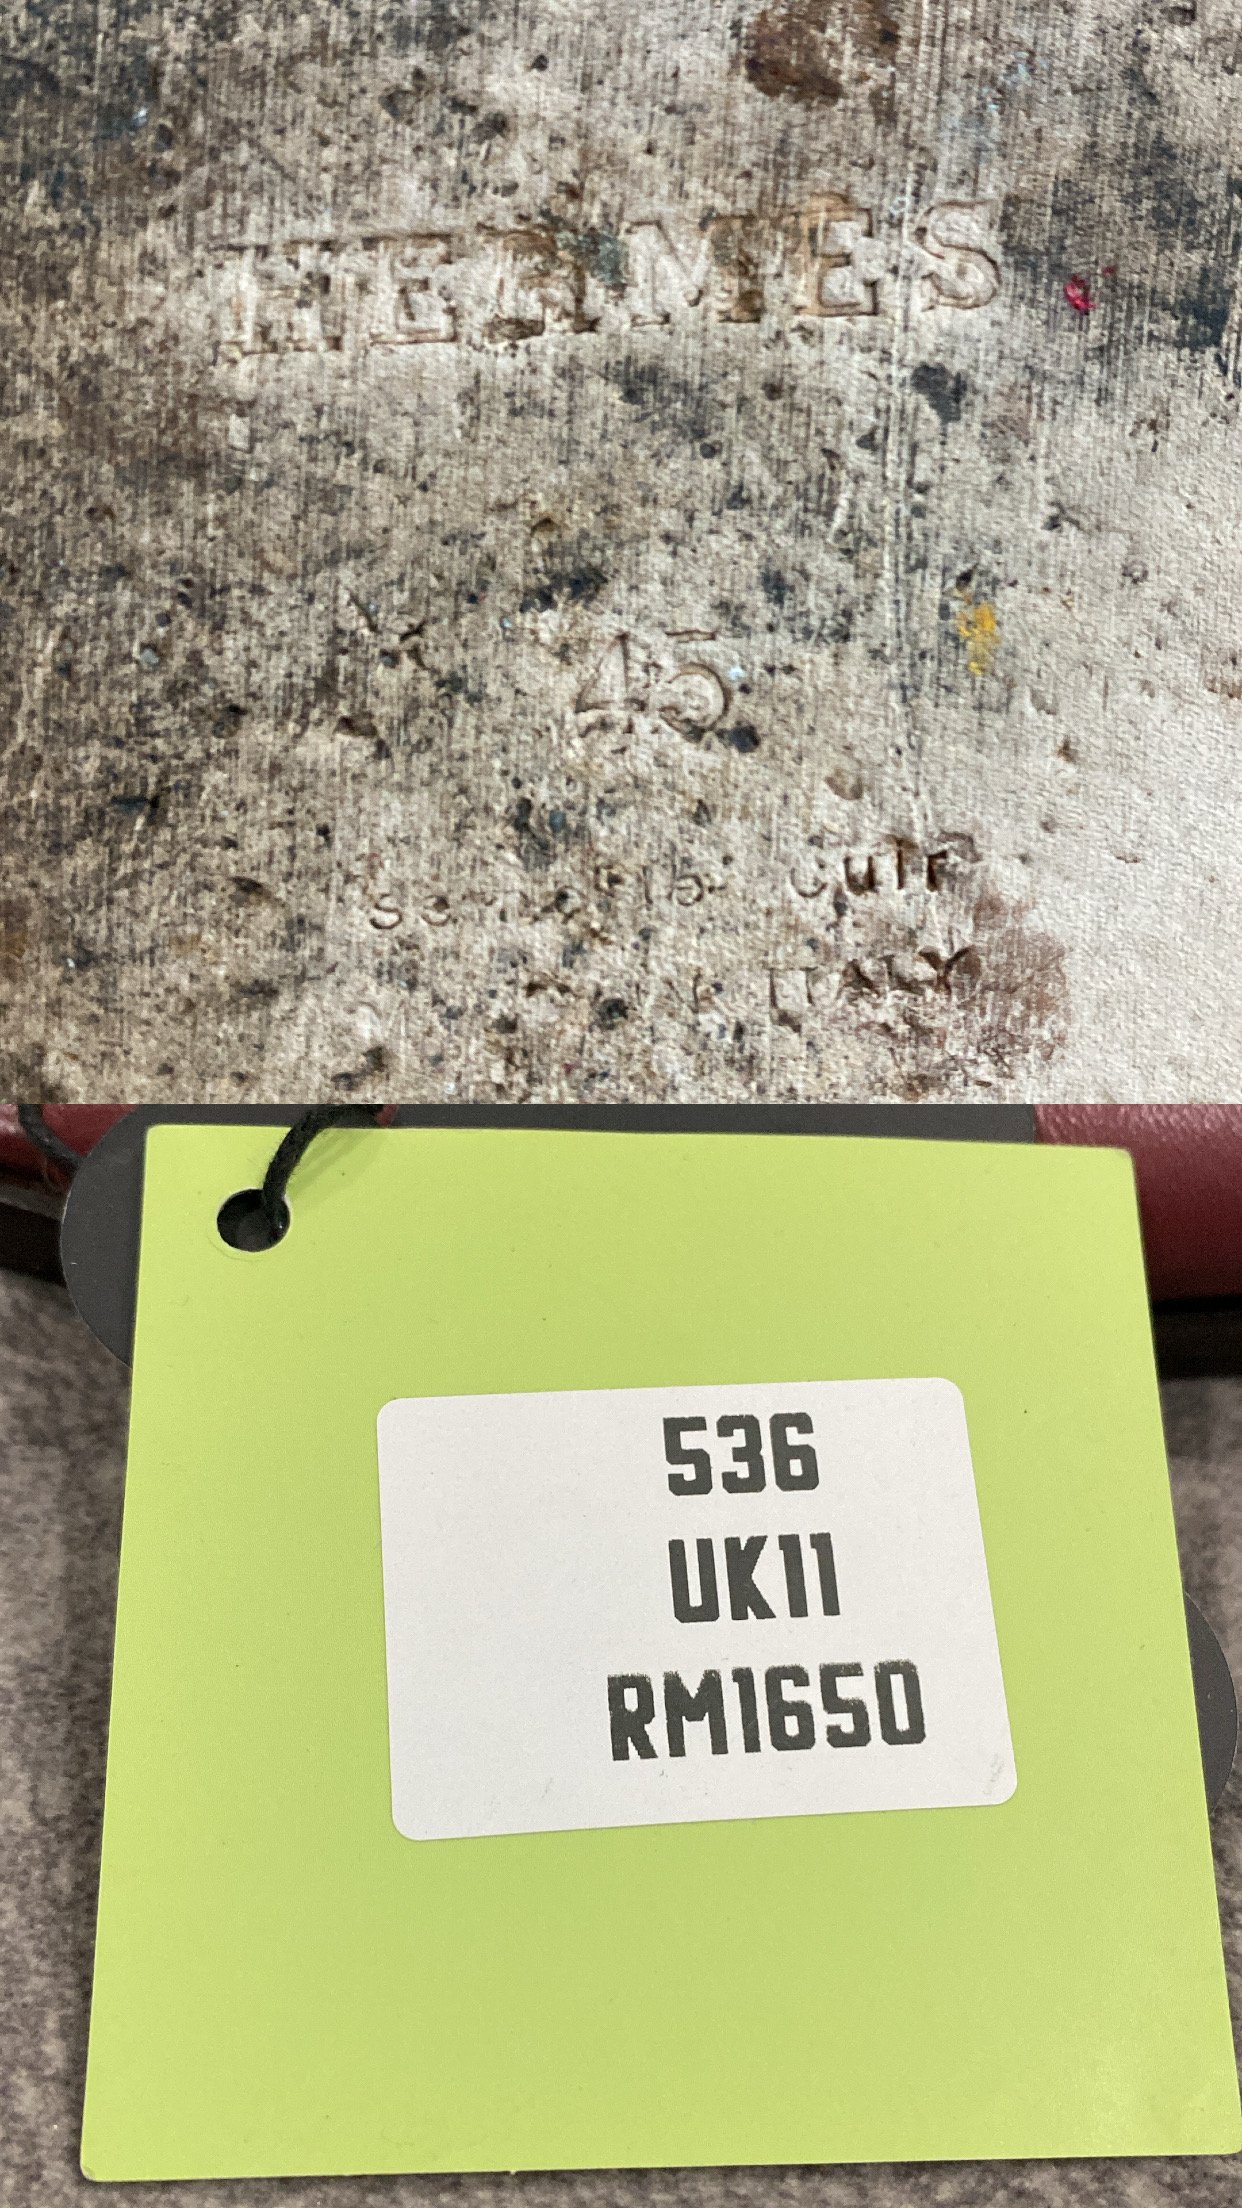 HERMES
45
Cuir
ITALY
536
UK11
RM1650